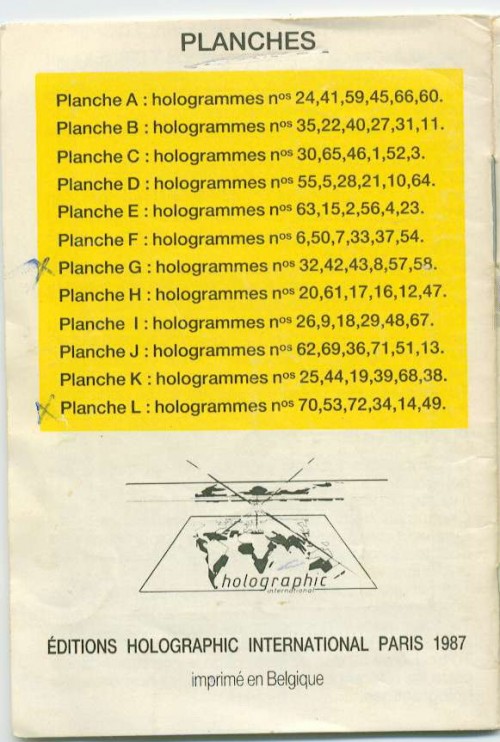 PLANCHES
Planche A : hologrammes nos 24,41,59,45,66,60.
Planche B : hologrammes nos 35,22,40,27,31,11.
Planche C : hologrammes nos 30,65,46,1,52,3.
Planche D : hologrammes nos 55,5,28,21,10,64.
Planche E : hologrammes nos 63,15,2,56,4,23.
Planche F : hologrammes nos 6,50,7,33,37,54.
Planche G : hologrammes nos 32,42,43,8,57,58.
Planche H : hologrammes nos 20,61,17,16,12,47.
Planche I : hologrammes nos 26,9,18,29,48,67.
Planche J : hologrammes nos 62,69,36,71,51,13.
Planche K : hologrammes nos 25,44,19,39,68,38.
Planche L : hologrammes nos 70,53,72,34,14,49.
holographic
international
ÉDITIONS HOLOGRAPHIC INTERNATIONAL PARIS 1987
imprimé en Belgique